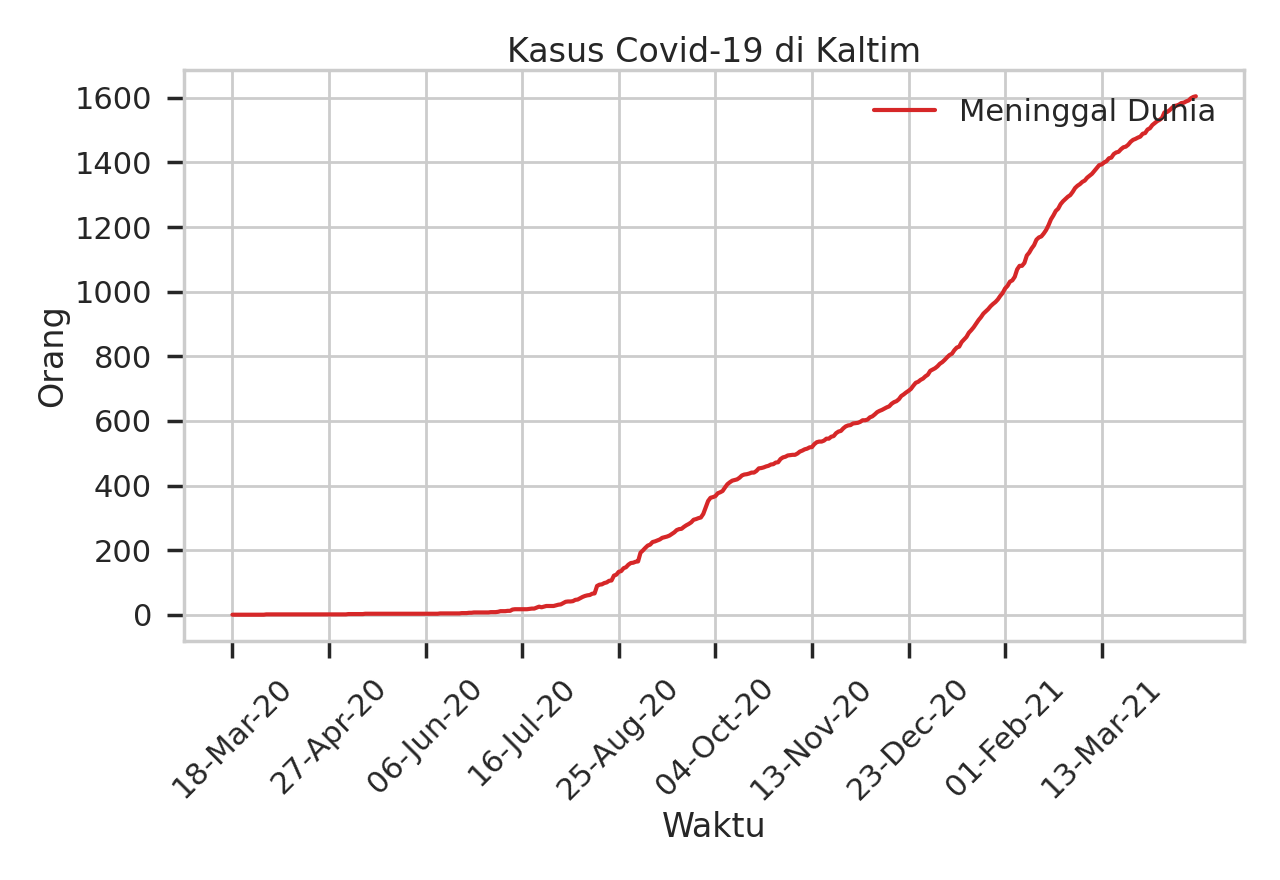 Kasus Covid-19 di Kaltim
Meninggal Dunia
Orang
1600
1400
1200
1000
800
600
400
200
0
18-Mar-20
27-Apr-20
06-Jun-20
16-Jul-20
25-Aug-20
04-Oct-20
13-Nov-20
23-Dec-20
01-Feb-21
13-Mar-21
Waktu